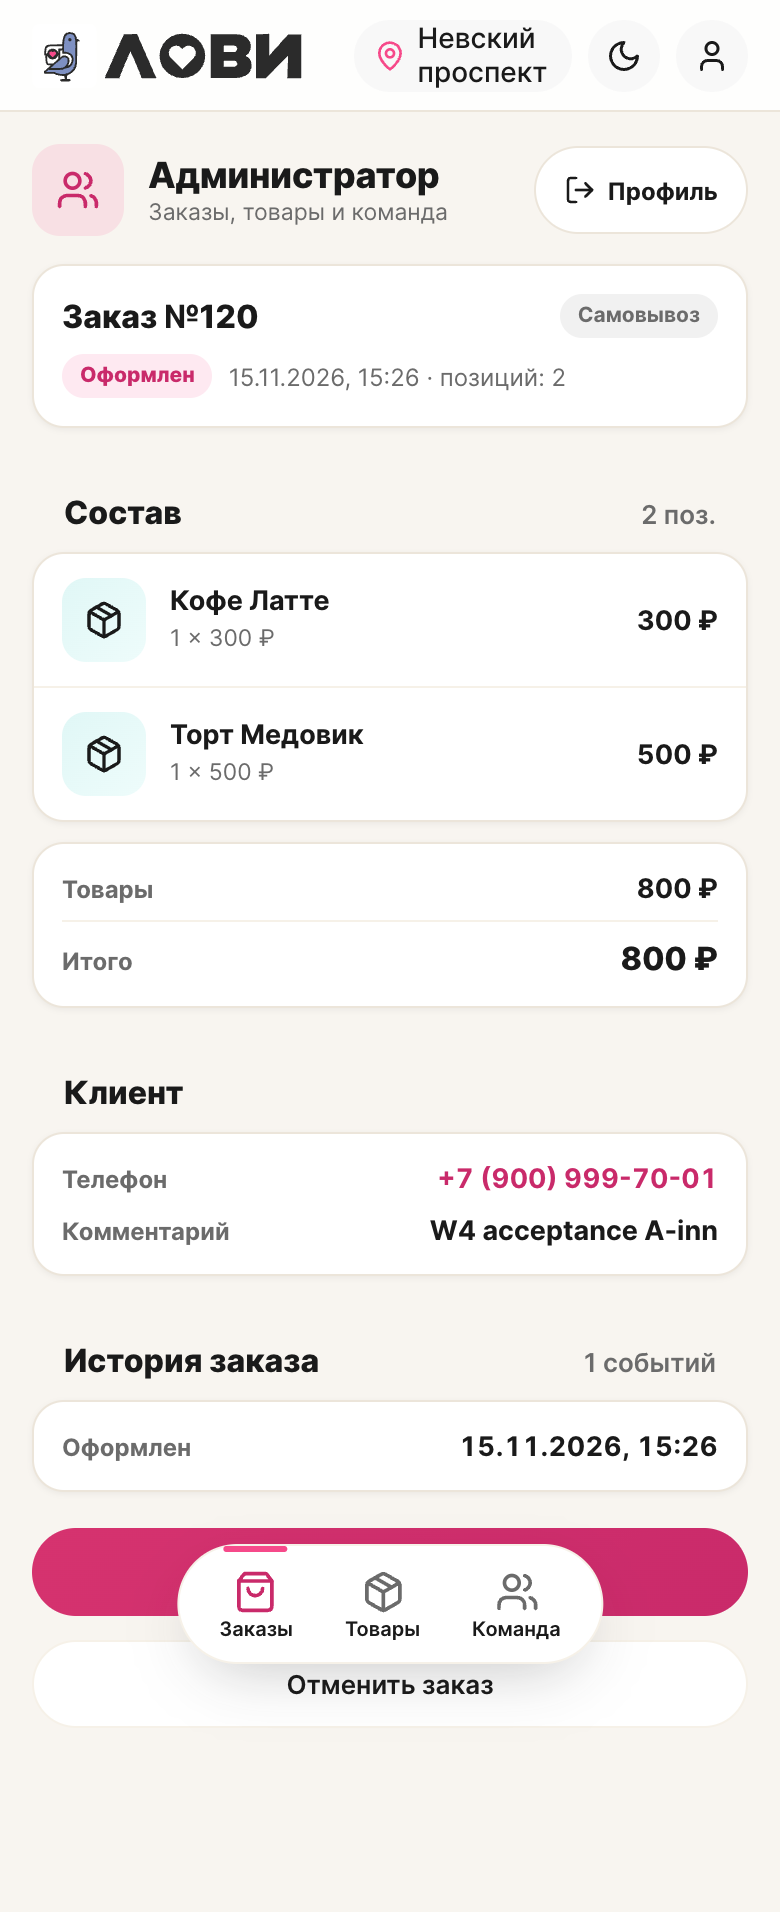 ЛОВИ
Невский
проспект
Администратор
Заказы, товары и команда
Профиль
Заказ №120
Самовывоз
Оформлен
15.11.2026, 15:26 · позиций: 2
Состав
2 поз.
Кофе Латте
1 × 300 ₽
300 ₽
Торт Медовик
1 × 500 ₽
500 ₽
Товары
800 ₽
Итого
800 ₽
Клиент
Телефон
+7 (900) 999-70-01
Комментарий
W4 acceptance A-inn
История заказа
1 событий
Оформлен
15.11.2026, 15:26
Заказы
Товары
Команда
Отменить заказ